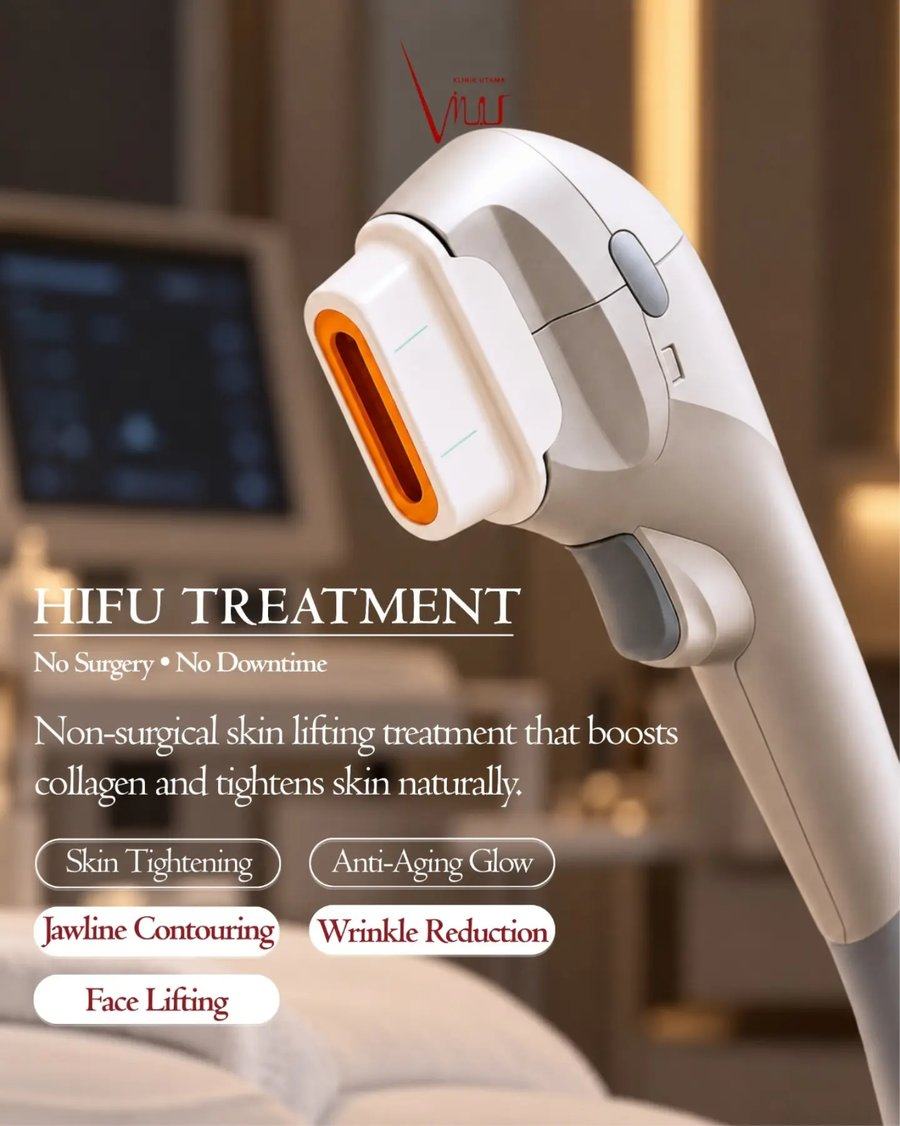 KLINIK UTAMA
HIFU TREATMENT
No Surgery • No Downtime
Non-surgical skin lifting treatment that boosts
collagen and tightens skin naturally.
Skin Tightening
Anti-Aging Glow
Jawline Contouring
Wrinkle Reduction
Face Lifting